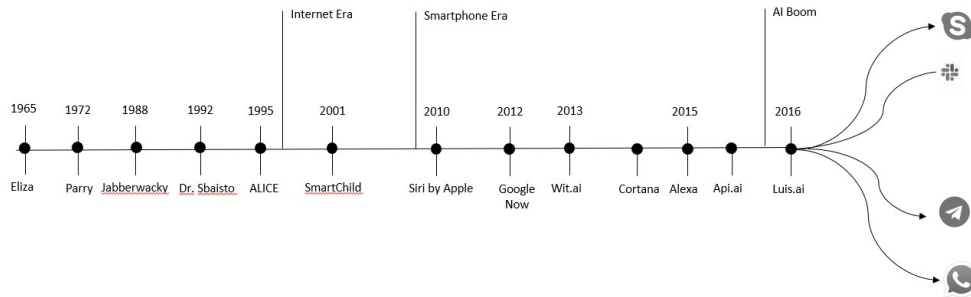 Internet Era
Smartphone Era
AI Boom
1965
1972
1988
1992
1995
2001
2010
2012
2013
2015
2016
Eliza
Parry
Jabberwacky
Dr. Sbaisto
ALICE
SmartChild
Siri by Apple
Google
Now
Wit.ai
Cortana
Alexa
Api.ai
Luis.ai